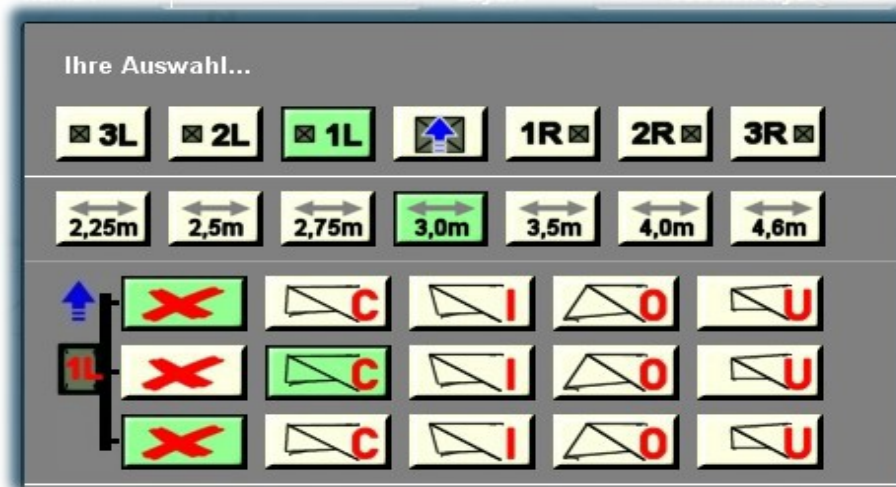 Ihre Auswahl...
3L 2L 1L 1R 2R 3R
2,25m 2,5m 2,75m 3,0m 3,5m 4,0m 4,6m
C I O U
1L C I O U
C I O U